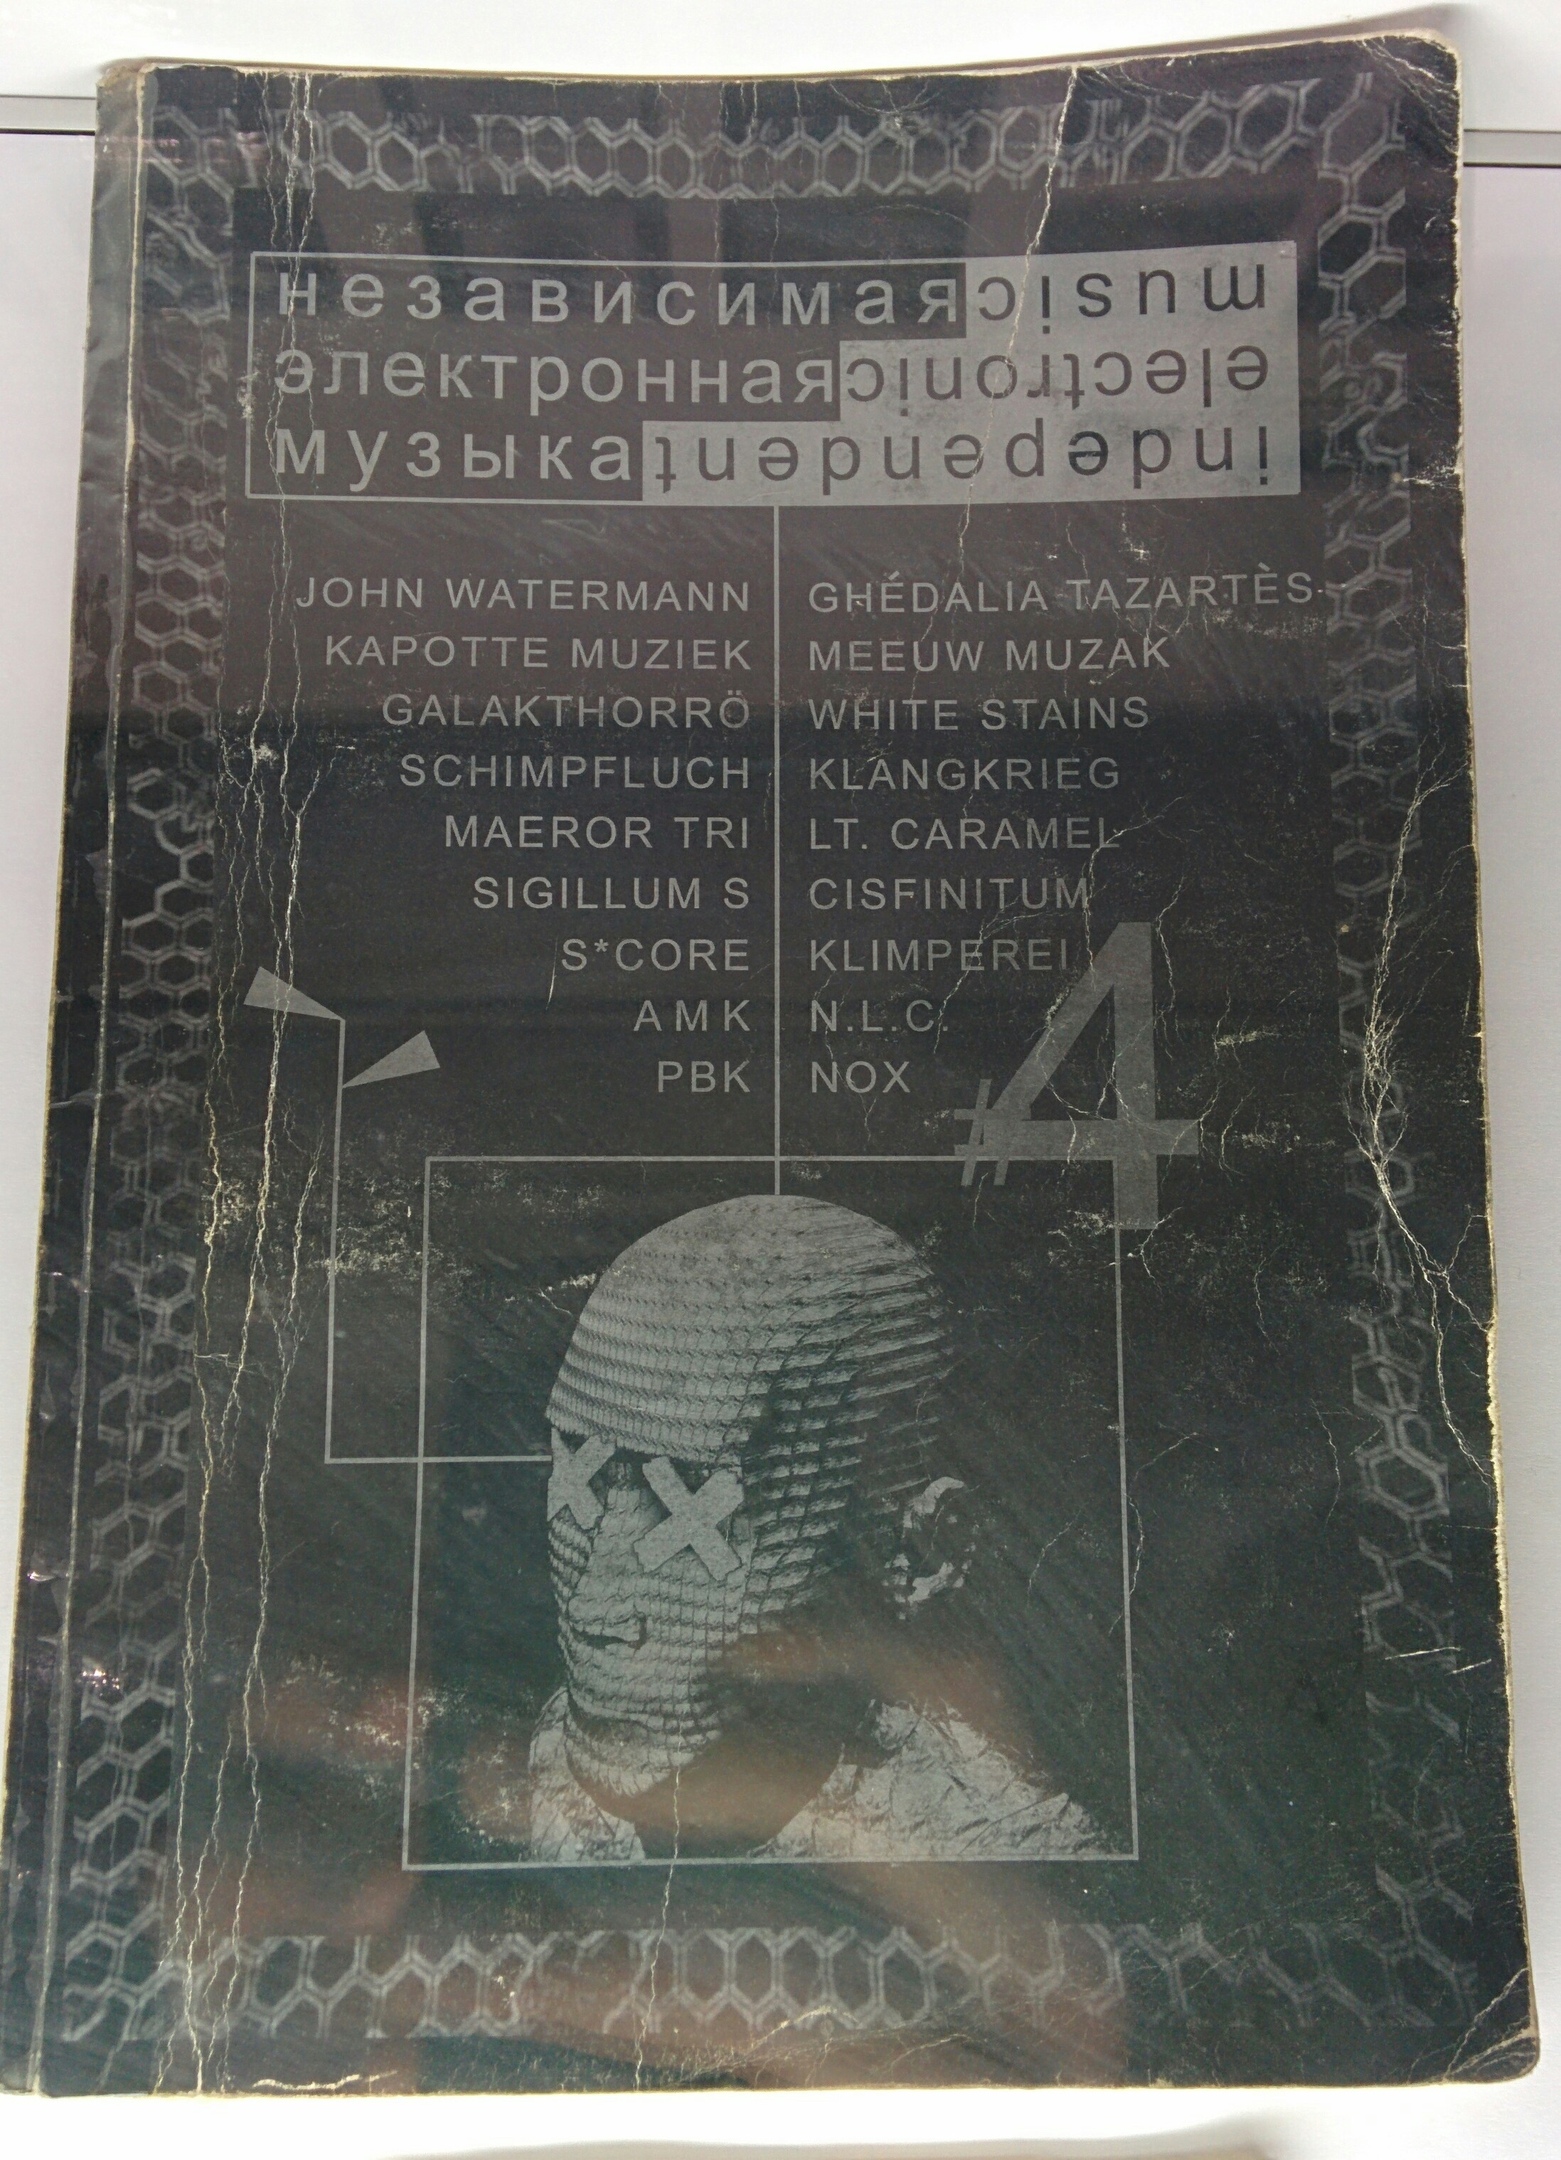 независимая music
электронная electronic
музыка independent
JOHN WATERMANN
KAPOTTE MUZIEK
GALAKTHORRÖ
SCHIMPFLUCH
MAEROR TRI
SIGILLUM S
S*CORE
AMK
PBK
GHÉDALIA TAZARTÈS
MEEUW MUZAK
WHITE STAINS
KLANGKRIEG
LT. CARAMEL
CISFINITUM
KLIMPEREI
N.L.C.
NOX
#4